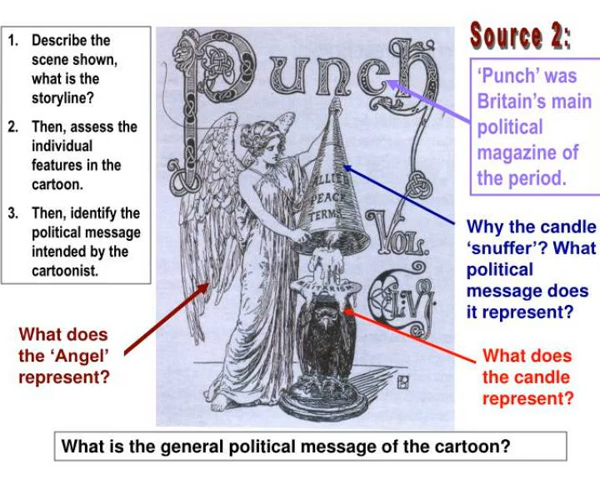 1. Describe the
scene shown,
what is the
storyline?
2. Then, assess the
individual
features in the
cartoon.
3. Then, identify the
political message
intended by the
cartoonist.
Punch
ALLIED
PEACE
TERMS
VOL.
CLVI.
MILITARISM
Source 2:
'Punch' was
Britain's main
political
magazine of
the period.
Why the candle
'snuffer'? What
political
message does
it represent?
What does
the 'Angel'
represent?
What does
the candle
represent?
What is the general political message of the cartoon?